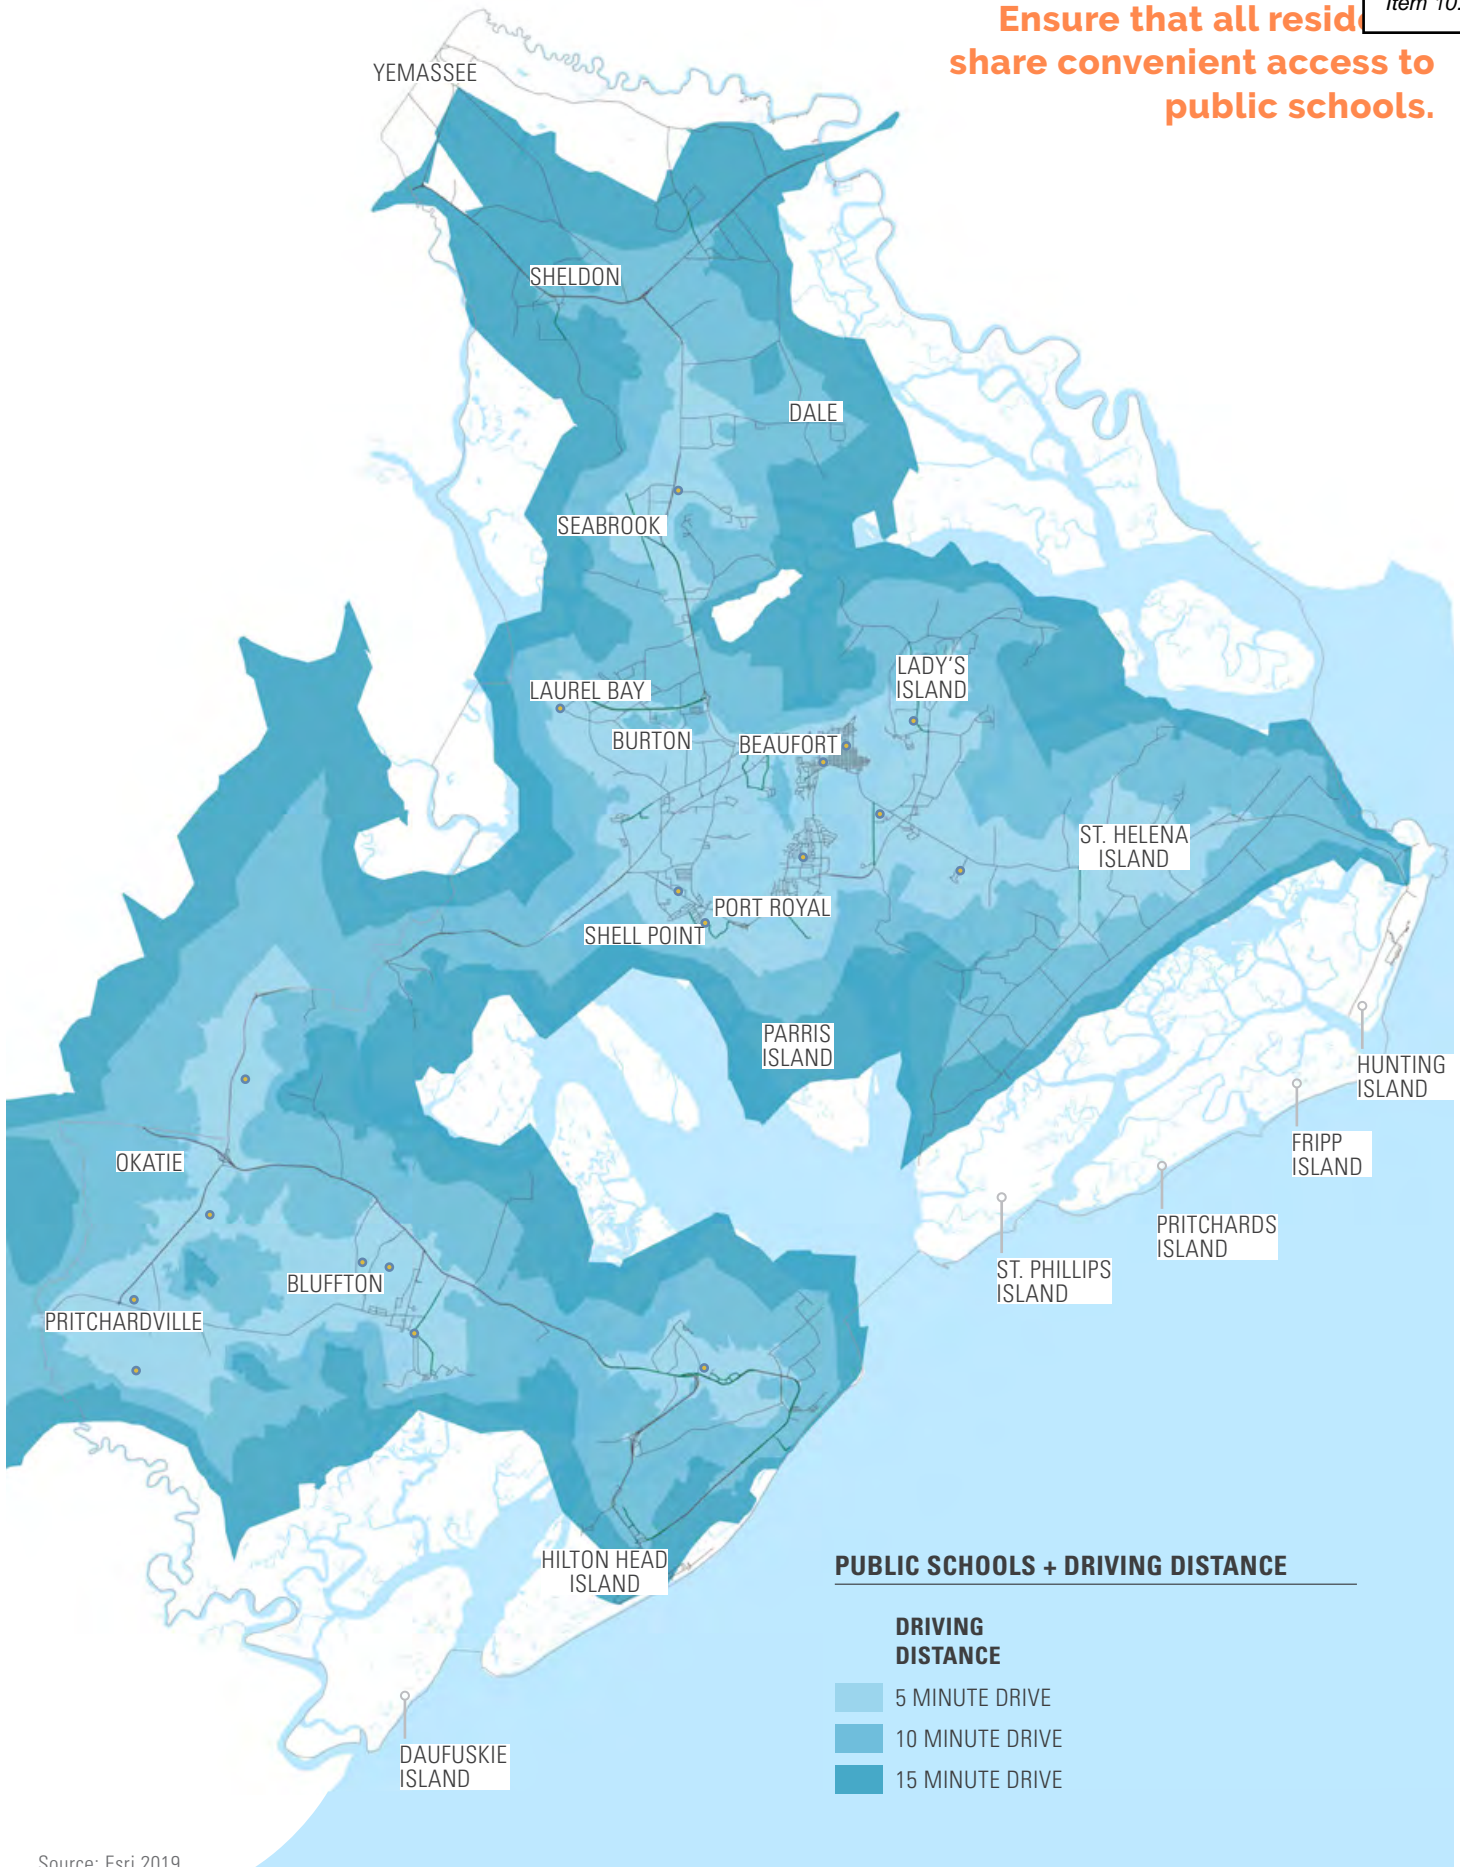 Item 10.
Ensure that all
share convenient access to
public schools.
YEMASSEE
SHELDON
DALE
SEABROOK
LADY'S
ISLAND
LAUREL BAY
BURTON
BEAUFORT
ST. HELENA
ISLAND
PORT ROYAL
SHELL POINT
PARRIS
ISLAND
HUNTING
ISLAND
FRIPP
ISLAND
OKATIE
PRITCHARDS
ISLAND
ST. PHILLIPS
ISLAND
BLUFFTON
PRITCHARDVILLE
HILTON HEAD
ISLAND
DAUFUSKIE
ISLAND
PUBLIC SCHOOLS + DRIVING DISTANCE
DRIVING
DISTANCE
5 MINUTE DRIVE
10 MINUTE DRIVE
15 MINUTE DRIVE
Source: Esri 2019